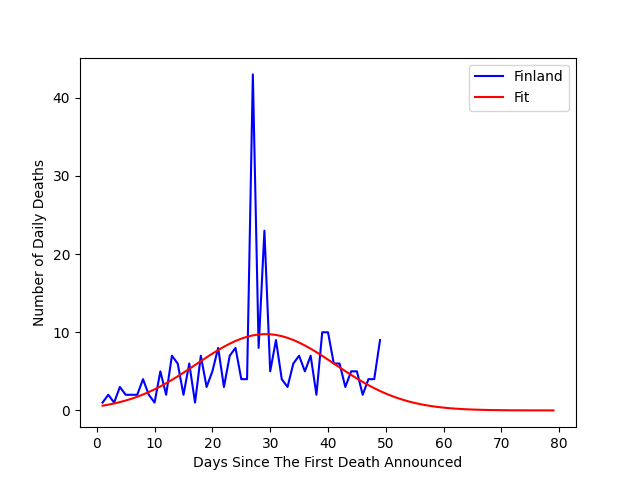 Finland
Fit
40
30
20
10
0
Number of Daily Deaths
0 10 20 30 40 50 60 70 80
Days Since The First Death Announced